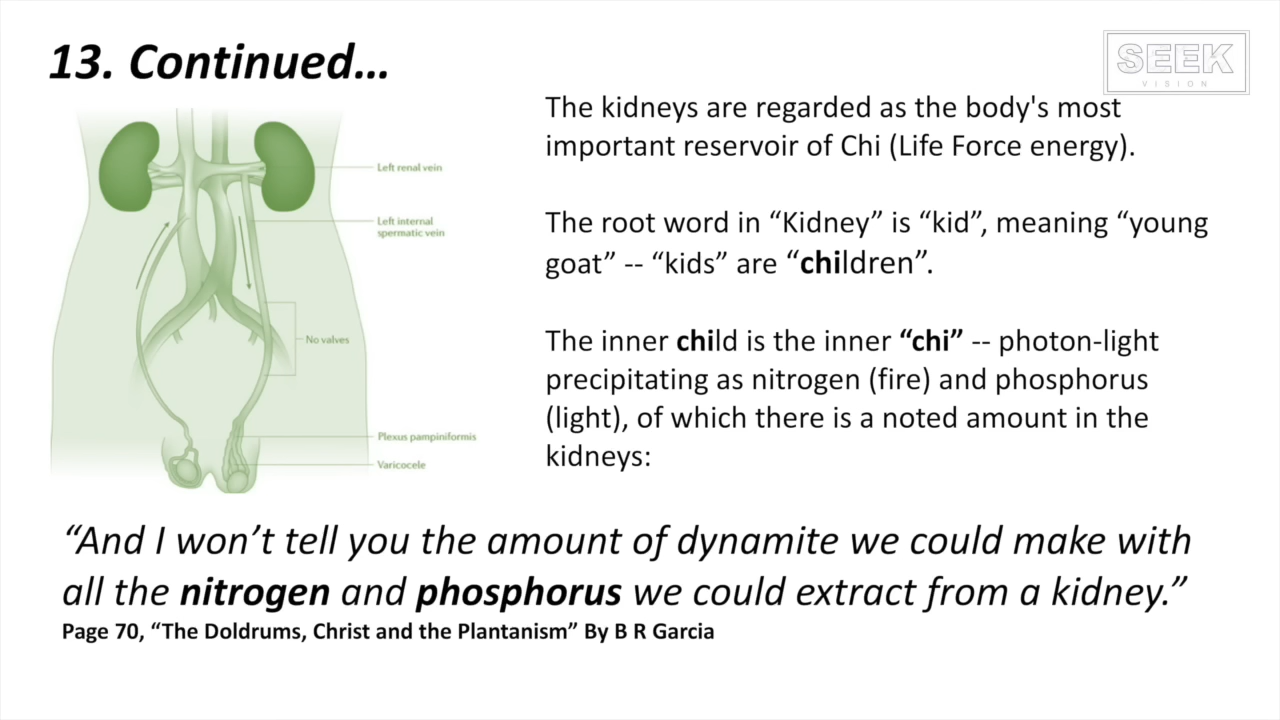 13. Continued…
SEEK
VISION
The kidneys are regarded as the body's most
important reservoir of Chi (Life Force energy).
The root word in “Kidney” is “kid”, meaning “young
goat” -- “kids” are “children”.
The inner child is the inner “chi” -- photon-light
precipitating as nitrogen (fire) and phosphorus
(light), of which there is a noted amount in the
kidneys:
Left renal vein
Left internal
spermatic vein
No valves
Plexus pampiniformis
Varicocele
“And I won’t tell you the amount of dynamite we could make with
all the nitrogen and phosphorus we could extract from a kidney.”
Page 70, “The Doldrums, Christ and the Plantanism” By B R Garcia